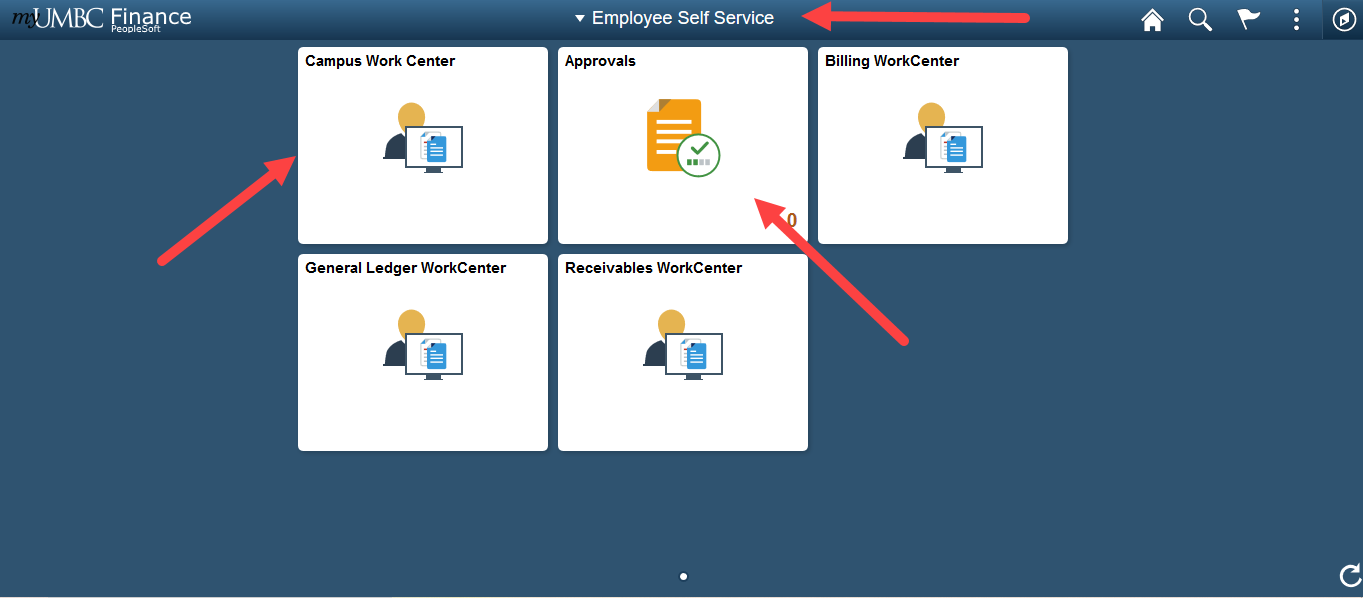 myUMBC Finance
PeopleSoft
Employee Self Service
Campus Work Center
Approvals
Billing WorkCenter
0
General Ledger WorkCenter
Receivables WorkCenter